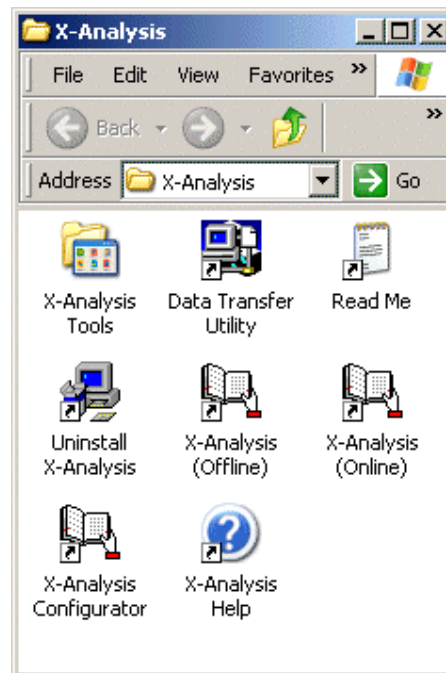 X-Analysis
File Edit View Favorites »
Back »
Address X-Analysis Go
X-Analysis Tools
Data Transfer Utility
Read Me
Uninstall X-Analysis
X-Analysis (Offline)
X-Analysis (Online)
X-Analysis Configurator
X-Analysis Help